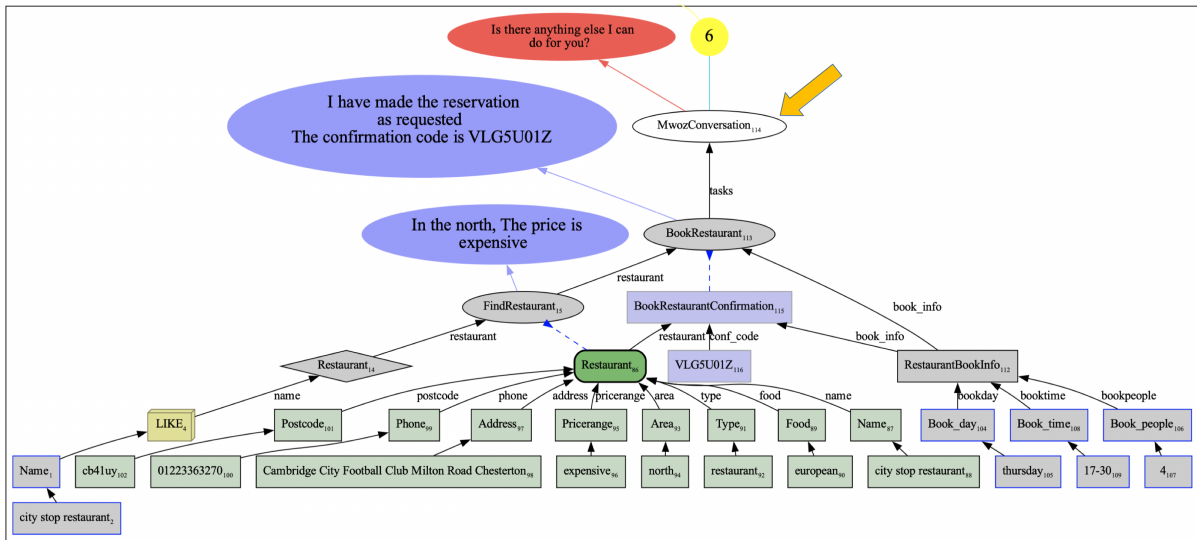 Is there anything else I can
do for you?
6
I have made the reservation
as requested
The confirmation code is VLG5U01Z
MwozConversation114
tasks
In the north, The price is
expensive
BookRestaurant113
restaurant
book_info
FindRestaurant15
BookRestaurantConfirmation115
restaurant
restaurant
conf_code
book_info
Restaurant14
Restaurant86
VLG5U01Z116
RestaurantBookInfo112
name
postcode
phone
address
pricerange
area
type
food
name
bookday
booktime
bookpeople
LIKE4
Postcode101
Phone99
Address97
Pricerange95
Area93
Type91
Food89
Name87
Book_day104
Book_time108
Book_people106
Name1
cb41uy102
01223363270100
Cambridge City Football Club Milton Road Chesterton98
expensive96
north94
restaurant92
european90
city stop restaurant88
thursday105
17-30109
4107
city stop restaurant2